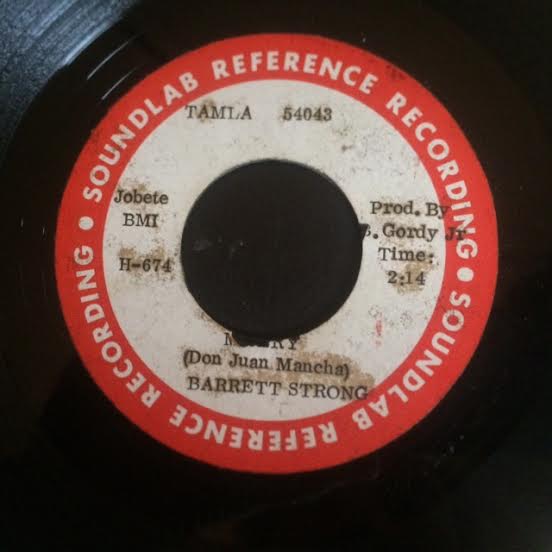 SOUNDLAB REFERENCE RECORDING • SOUNDLAB REFERENCE RECORDING •
TAMLA 54043
Jobete
BMI
H-674
Prod. By
B. Gordy Jr
Time:
2:14
(Don Juan Mancha)
BARRETT STRONG